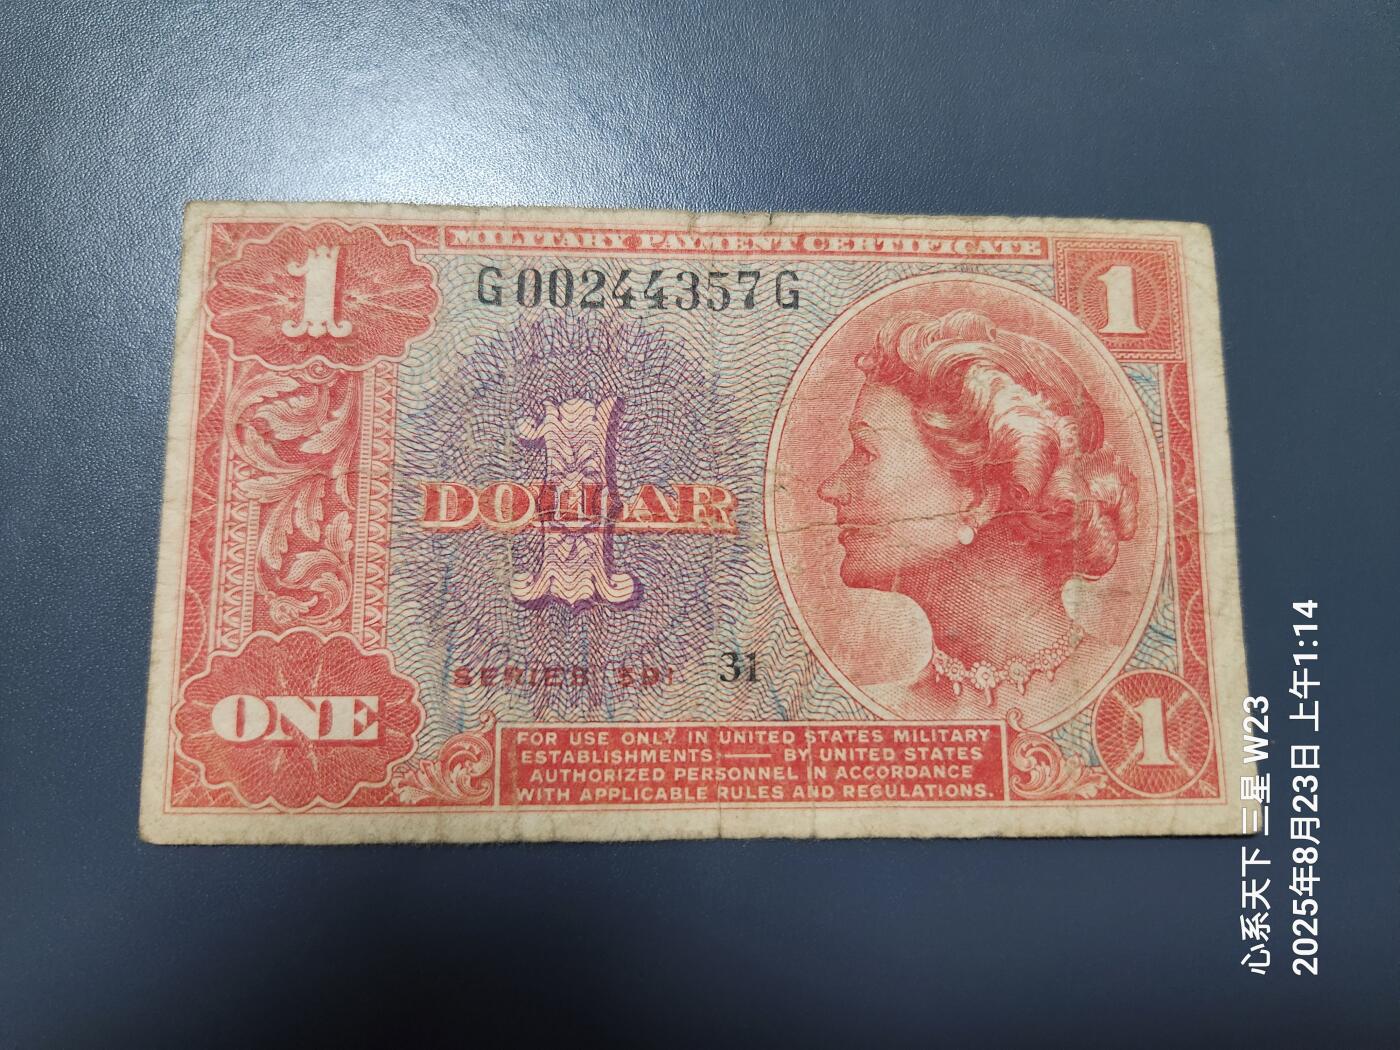 MILITARY PAYMENT CERTIFICATE
1
1
G00244357G
1
DOLLAR
SERIES 591
31
ONE
1
FOR USE ONLY IN UNITED STATES MILITARY
ESTABLISHMENTS — BY UNITED STATES
AUTHORIZED PERSONNEL IN ACCORDANCE
WITH APPLICABLE RULES AND REGULATIONS.
心系天下 三星 W23
2025年8月23日 上午1:14